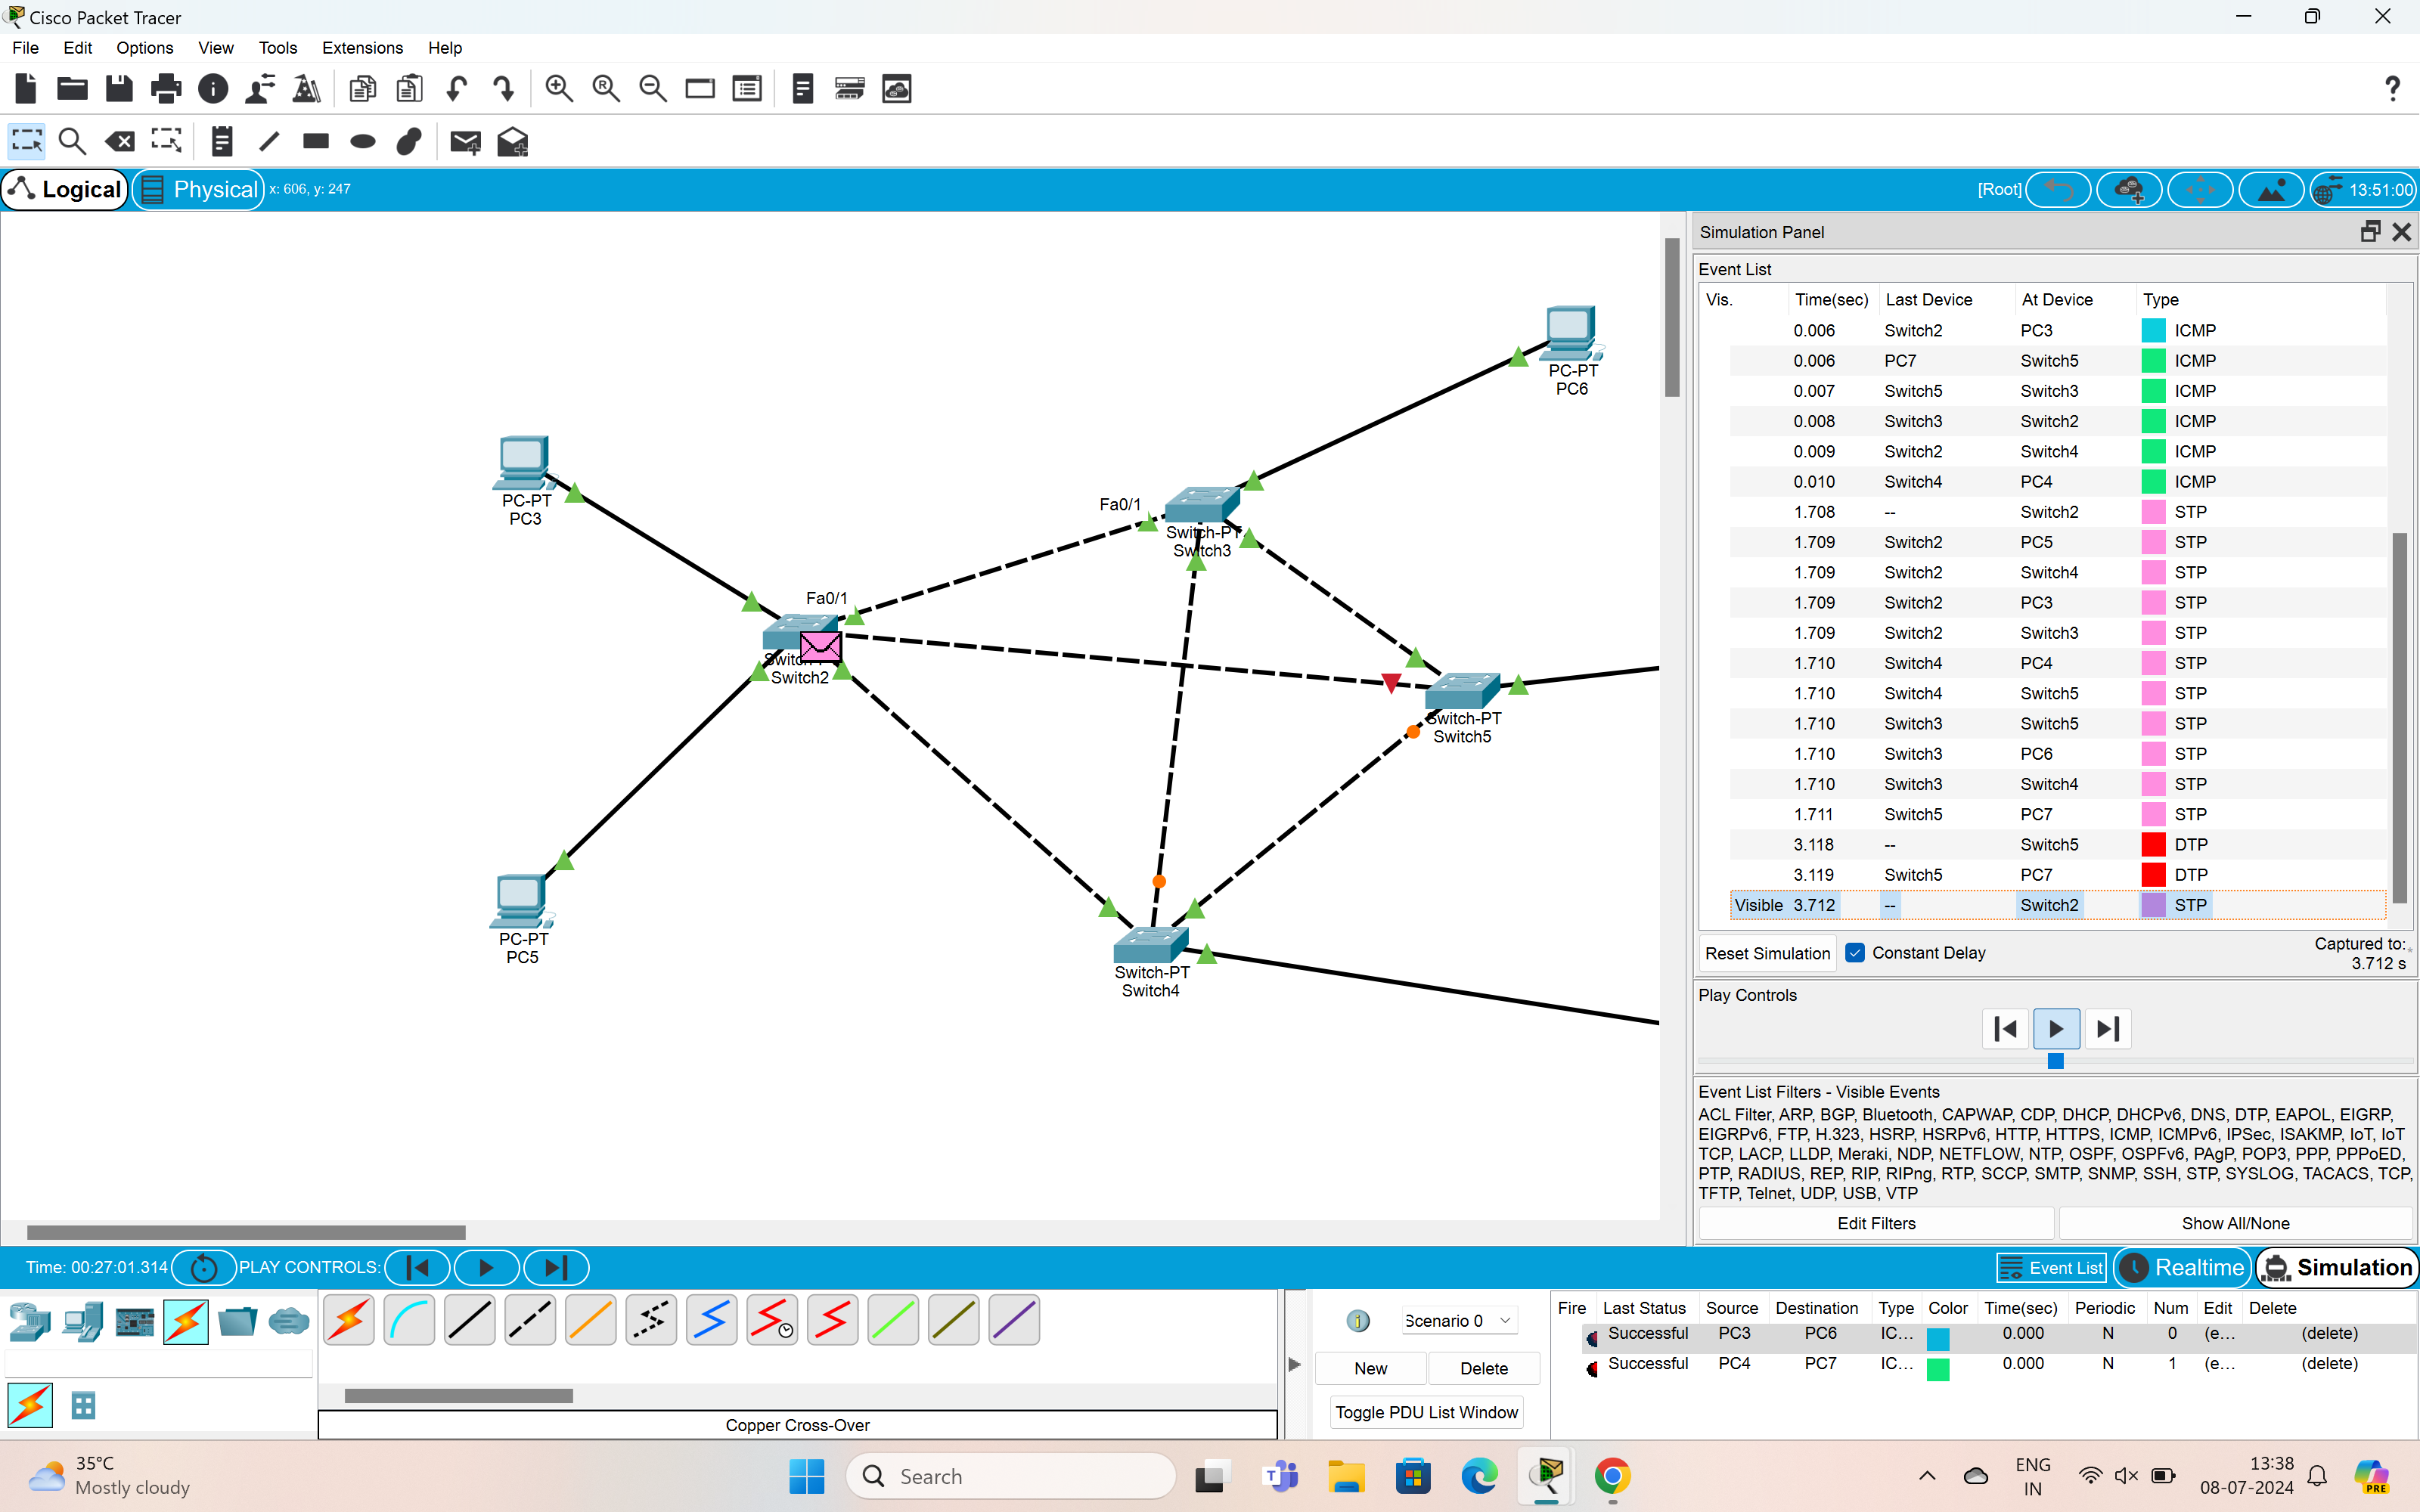 Cisco Packet Tracer
File Edit Options View Tools Extensions Help
Logical Physical x: 606, y: 247 [Root] 13:51:00
Simulation Panel
Event List
Vis. Time(sec) Last Device At Device Type
0.006 Switch2 PC3 ICMP
0.006 PC7 Switch5 ICMP
0.007 Switch5 Switch3 ICMP
0.008 Switch3 Switch2 ICMP
0.009 Switch2 Switch4 ICMP
0.010 Switch4 PC4 ICMP
1.708 -- Switch2 STP
1.709 Switch2 PC5 STP
1.709 Switch2 Switch4 STP
1.709 Switch2 PC3 STP
1.709 Switch2 Switch3 STP
1.710 Switch4 PC4 STP
1.710 Switch4 Switch5 STP
1.710 Switch3 Switch5 STP
1.710 Switch3 PC6 STP
1.710 Switch3 Switch4 STP
1.711 Switch5 PC7 STP
3.118 -- Switch5 DTP
3.119 Switch5 PC7 DTP
Visible 3.712 -- Switch2 STP
Reset Simulation Constant Delay Captured to:
3.712 s
Play Controls
Event List Filters - Visible Events
ACL Filter, ARP, BGP, Bluetooth, CAPWAP, CDP, DHCP, DHCPv6, DNS, DTP, EAPOL, EIGRP,
EIGRPv6, FTP, H.323, HSRP, HSRPv6, HTTP, HTTPS, ICMP, ICMPv6, IPSec, ISAKMP, IoT, IoT
TCP, LACP, LLDP, Meraki, NDP, NETFLOW, NTP, OSPF, OSPFv6, PAgP, POP3, PPP, PPPoED,
PTP, RADIUS, REP, RIP, RIPng, RTP, SCCP, SMTP, SNMP, SSH, STP, SYSLOG, TACACS, TCP,
TFTP, Telnet, UDP, USB, VTP
Edit Filters Show All/None
PC-PT
PC6
PC-PT
PC3
Fa0/1
Switch-PT
Switch3
Fa0/1
Switch2
Switch-PT
Switch5
PC-PT
PC5
Switch-PT
Switch4
Time: 00:27:01.314 PLAY CONTROLS: Event List Realtime Simulation
Copper Cross-Over
Scenario 0
New Delete
Toggle PDU List Window
Fire Last Status Source Destination Type Color Time(sec) Periodic Num Edit Delete
Successful PC3 PC6 IC... 0.000 N 0 (e... (delete)
Successful PC4 PC7 IC... 0.000 N 1 (e... (delete)
35°C
Mostly cloudy
Search
ENG
IN
13:38
08-07-2024
PRE